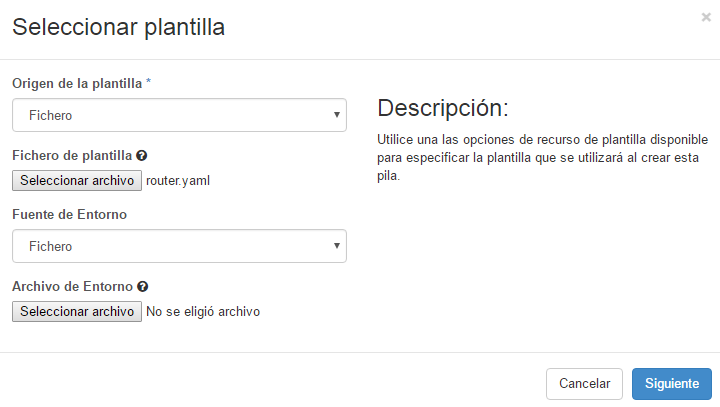 Seleccionar plantilla
×
Origen de la plantilla *
Fichero
Fichero de plantilla
Seleccionar archivo router.yaml
Fuente de Entorno
Fichero
Archivo de Entorno
Seleccionar archivo No se eligió archivo
Descripción:
Utilice una las opciones de recurso de plantilla disponible
para especificar la plantilla que se utilizará al crear esta
pila.
Cancelar
Siguiente